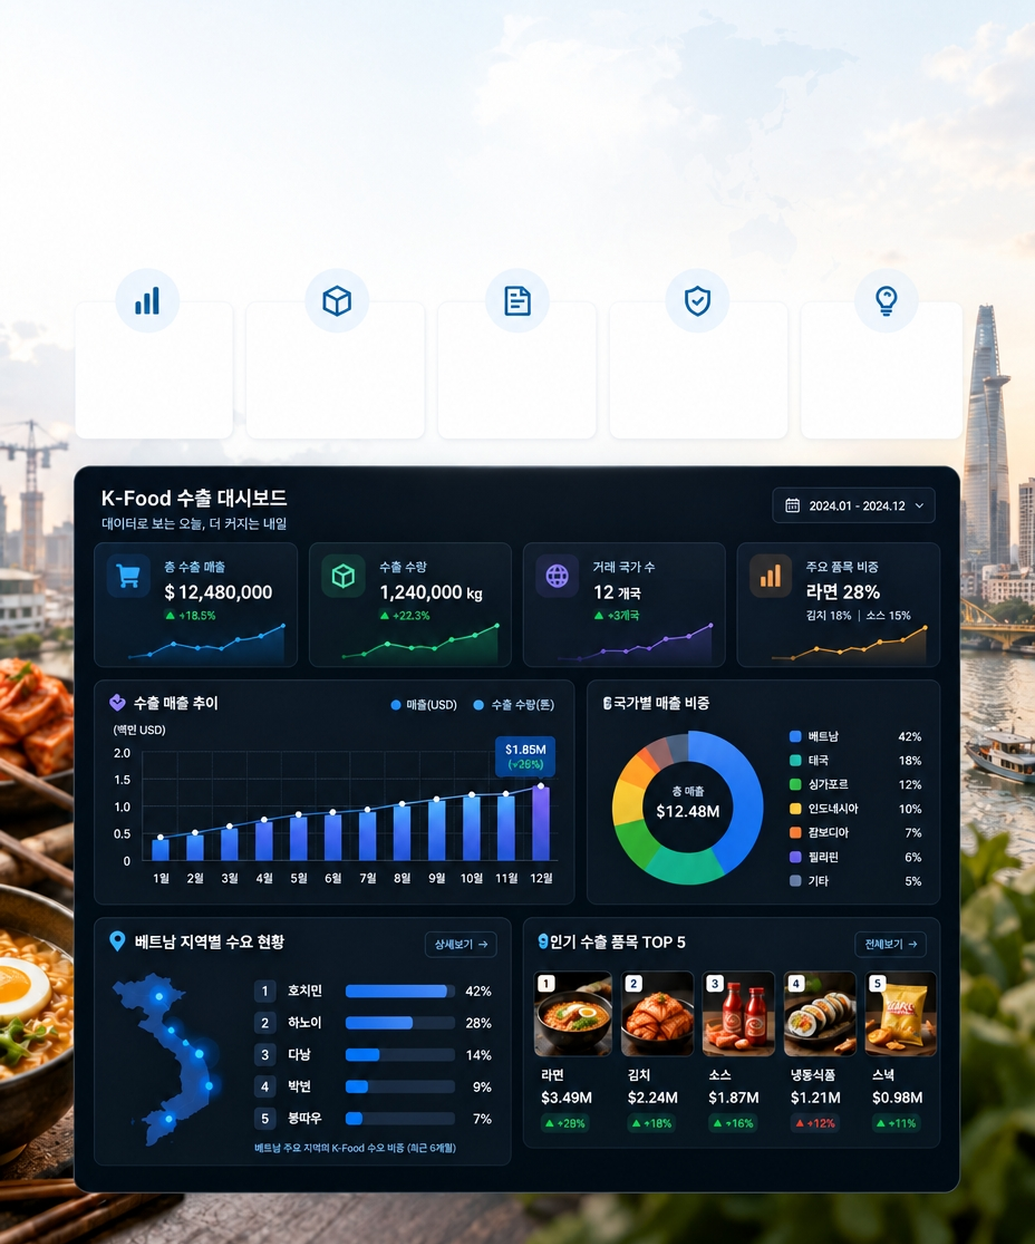 K-Food 수출 대시보드
데이터로 보는 오늘, 더 커지는 내일
2024.01 - 2024.12
총 수출 매출
$ 12,480,000
▲ +18.5%
수출 수량
1,240,000 kg
▲ +22.3%
거래 국가 수
12 개국
▲ +3개국
주요 품목 비중
라면 28%
김치 18% | 소스 15%
수출 매출 추이
매출(USD)
수출 수량(톤)
(백만 USD)
$1.85M
(+26%)
2.0
1.5
1.0
0.5
0
1월 2월 3월 4월 5월 6월 7월 8월 9월 10월 11월 12월
국가별 매출 비중
총 매출
$12.48M
베트남 42%
태국 18%
싱가포르 12%
인도네시아 10%
캄보디아 7%
필리핀 6%
기타 5%
베트남 지역별 수요 현황
상세보기 →
1 호치민 42%
2 하노이 28%
3 다낭 14%
4 박닌 9%
5 붕따우 7%
베트남 주요 지역의 K-Food 수요 비중 (최근 6개월)
인기 수출 품목 TOP 5
전체보기 →
1 2 3 4 5
라면 김치 소스 냉동식품 스낵
$3.49M $2.24M $1.87M $1.21M $0.98M
▲ +28% ▲ +18% ▲ +16% ▲ +12% ▲ +11%